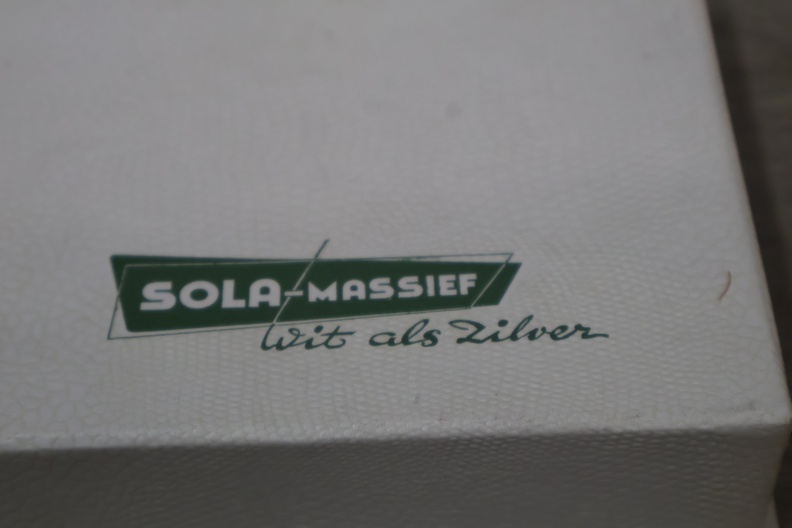 SOLA-MASSIEF
Wit als Zilver